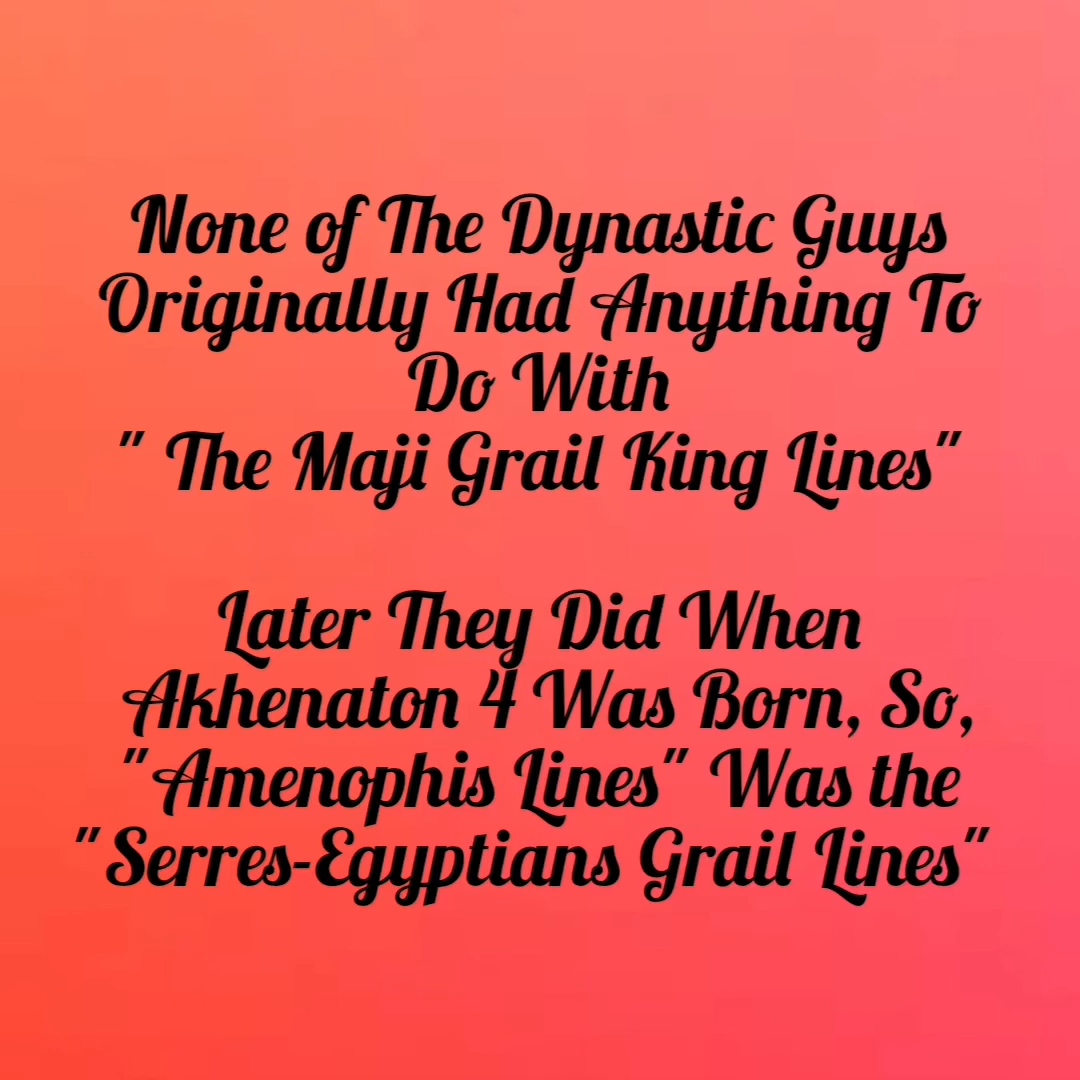 None of The Dynastic Guys
Originally Had Anything To
Do With
" The Maji Grail King Lines"
Later They Did When
Akhenaton 4 Was Born, So,
"Amenophis Lines" Was the
"Serres-Egyptians Grail Lines"